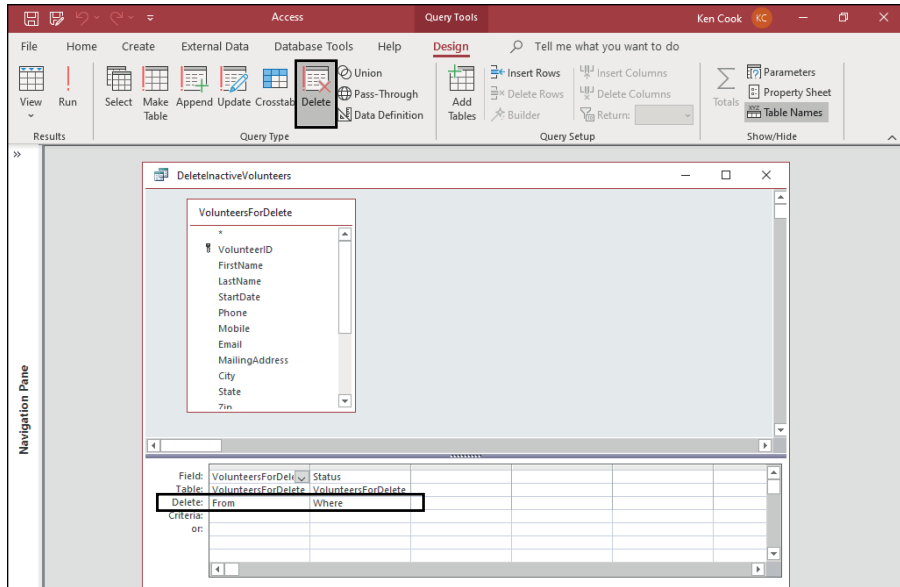 Access Query Tools Ken Cook KC
File Home Create External Data Database Tools Help Design Tell me what you want to do
View Run Select Make Table Append Update Crosstab Delete
Union
Pass-Through
Data Definition
Add Tables
Insert Rows
Delete Rows
Builder
Insert Columns
Delete Columns
Return:
Totals
Parameters
Property Sheet
XYZ Table Names
Results Query Type Query Setup Show/Hide
Navigation Pane
DeleteInactiveVolunteers
VolunteersForDelete
*
VolunteerID
FirstName
LastName
StartDate
Phone
Mobile
Email
MailingAddress
City
State
Zip
Field: VolunteersForDele Status
Table: VolunteersForDelete VolunteersForDelete
Delete: From Where
Criteria:
or: